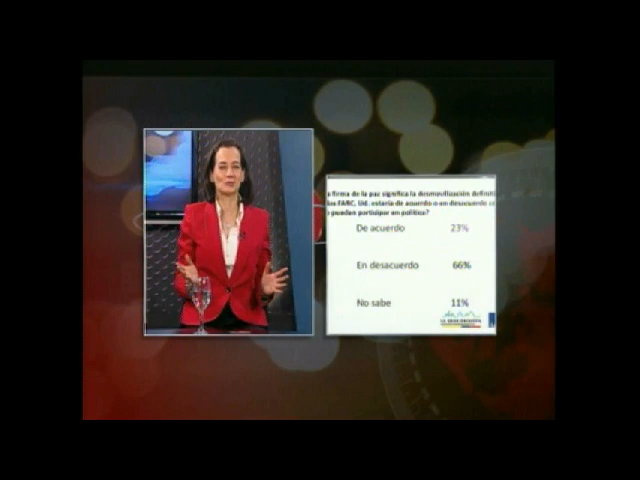 a firma de la paz significa la desmovilización definiti
las FARC, Ud. estaría de acuerdo o en desacuerdo c
puedan participar en política?
De acuerdo 23%
En desacuerdo 66%
No sabe 11%